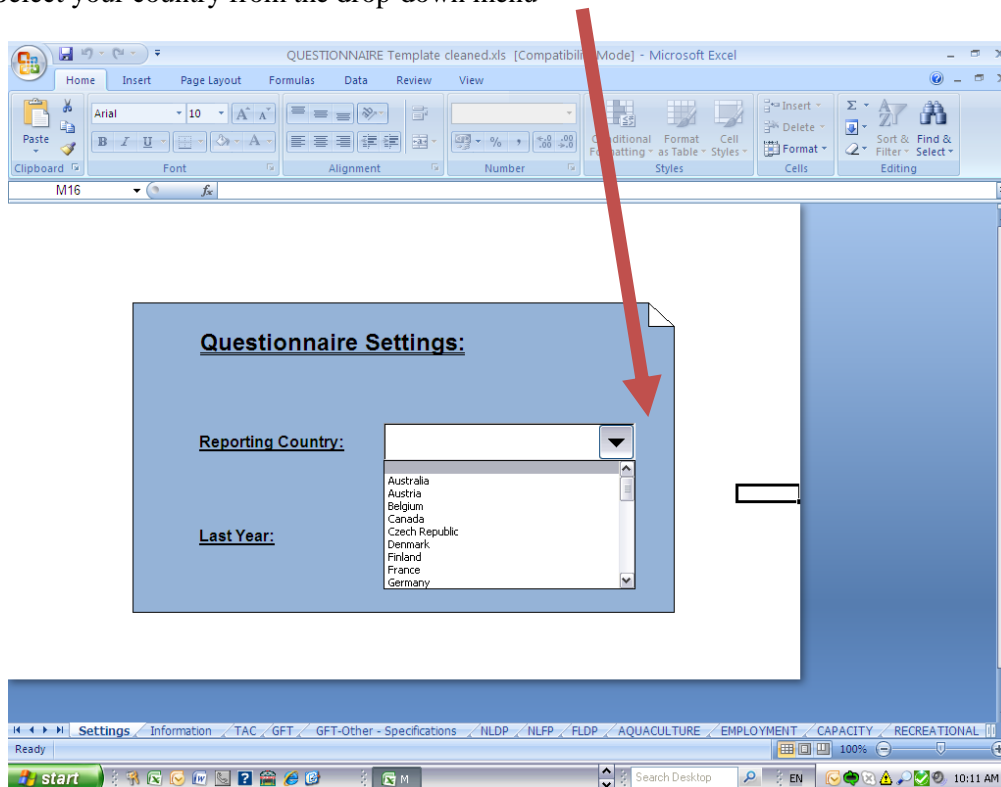 select your country from the drop-down menu
QUESTIONNAIRE Template cleaned.xls [Compatibili Mode] - Microsoft Excel
Home Insert Page Layout Formulas Data Review View
Paste
Arial 10
B I U
Σ
Insert
Delete
Format
Conditional Formatting
Format as Table
Cell Styles
Sort & Filter
Find & Select
Clipboard Font Alignment Number Styles Cells Editing
M16 fx
Questionnaire Settings:
Reporting Country:
Australia
Austria
Belgium
Canada
Czech Republic
Denmark
Finland
France
Germany
Last Year:
Settings Information TAC GFT GFT-Other - Specifications NLDP NLFP FLDP AQUACULTURE EMPLOYMENT CAPACITY RECREATIONAL
Ready 100%
start M Search Desktop EN 10:11 AM